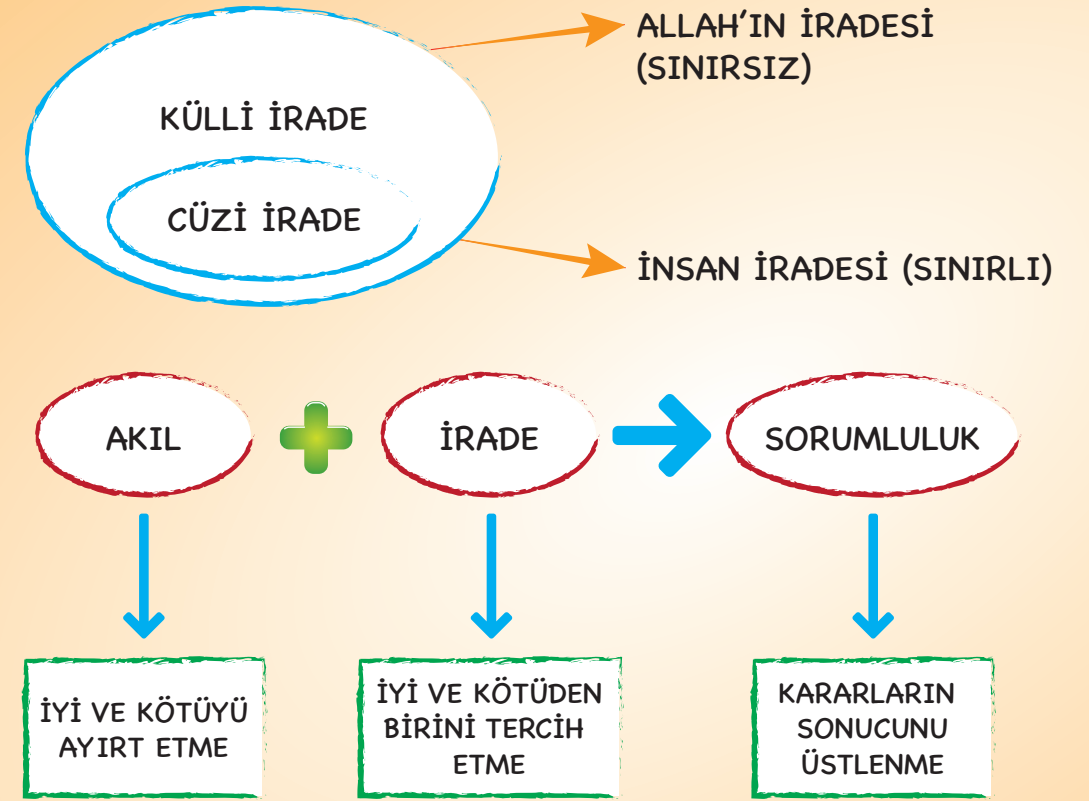 ALLAH'IN İRADESİ
(SINIRSIZ)
KÜLLİ İRADE
CÜZİ İRADE
İNSAN İRADESİ (SINIRLI)
AKIL
İRADE
SORUMLULUK
İYİ VE KÖTÜYÜ
AYIRT ETME
İYİ VE KÖTÜDEN
BİRİNİ TERCİH
ETME
KARARLARIN
SONUCUNU
ÜSTLENME